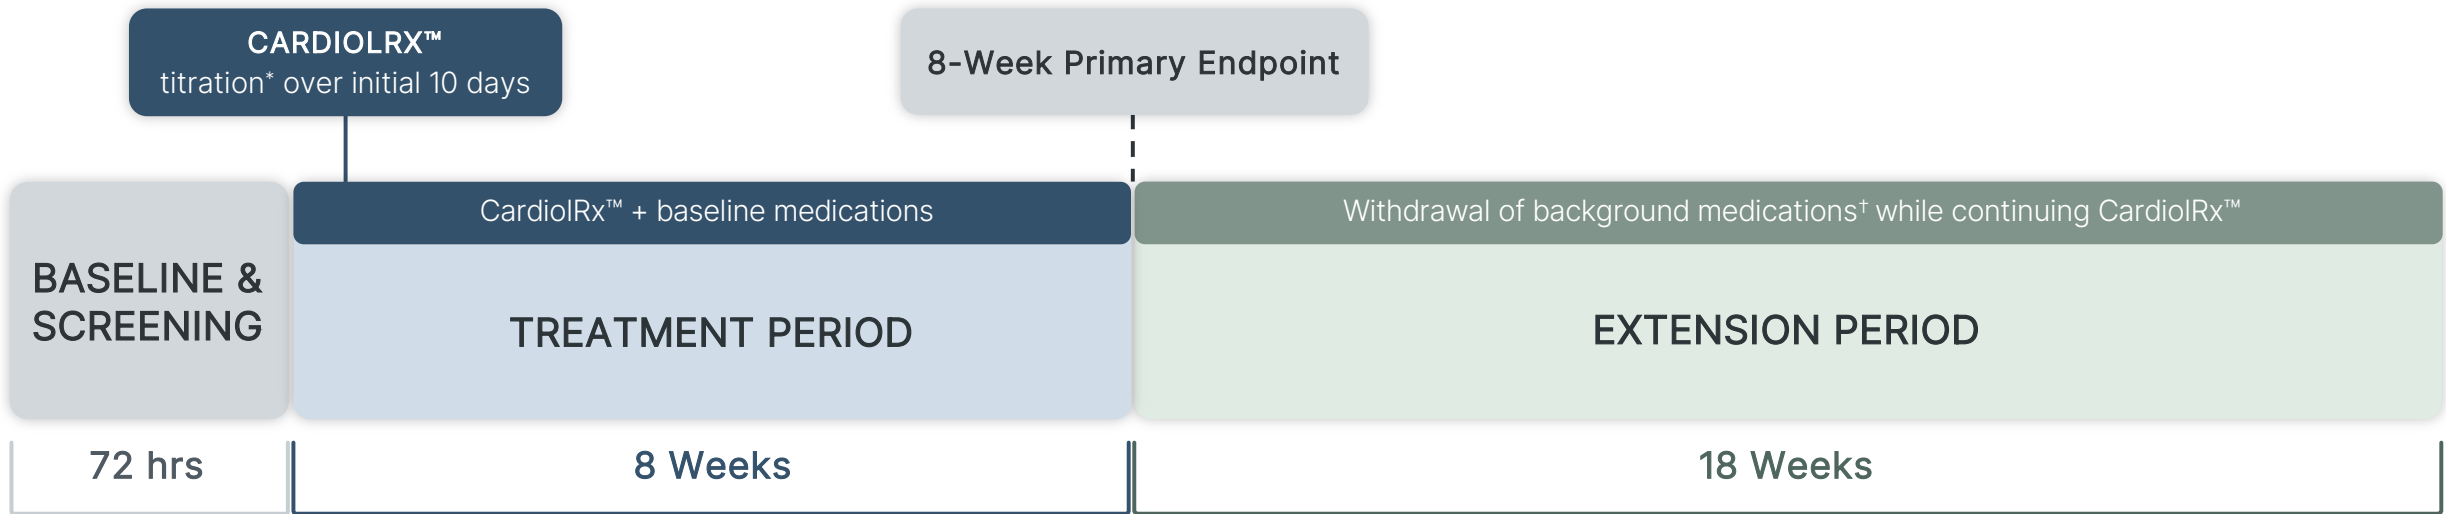 CARDIOLRX™
titration* over initial 10 days
8-Week Primary Endpoint
CardiolRx™ + baseline medications
Withdrawal of background medications† while continuing CardiolRx™
BASELINE &
SCREENING
TREATMENT PERIOD
EXTENSION PERIOD
72 hrs
8 Weeks
18 Weeks